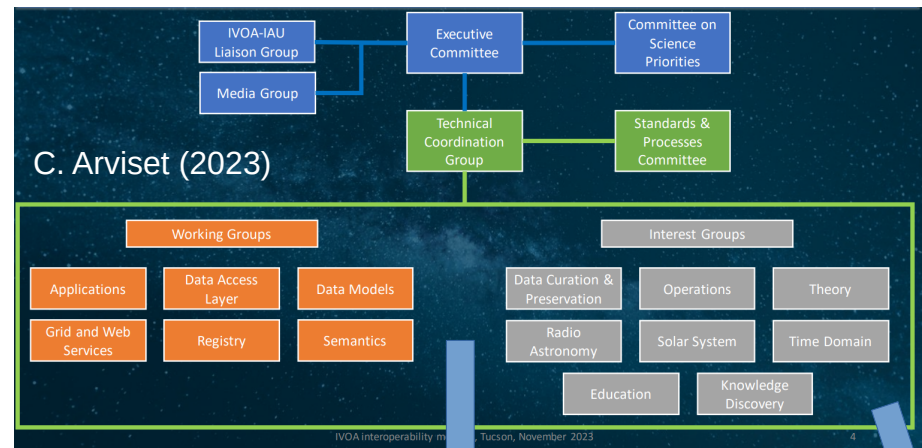 IVOA-IAU
Liaison Group
Executive
Committee
Committee on
Science
Priorities
Media Group
Technical
Coordination
Group
Standards &
Processes
Committee
C. Arviset (2023)
Working Groups
Interest Groups
Applications
Data Access
Layer
Data Models
Data Curation &
Preservation
Operations
Theory
Grid and Web
Services
Registry
Semantics
Radio
Astronomy
Solar System
Time Domain
Education
Knowledge
Discovery
IVOA interoperability , Tucson, November 2023
4